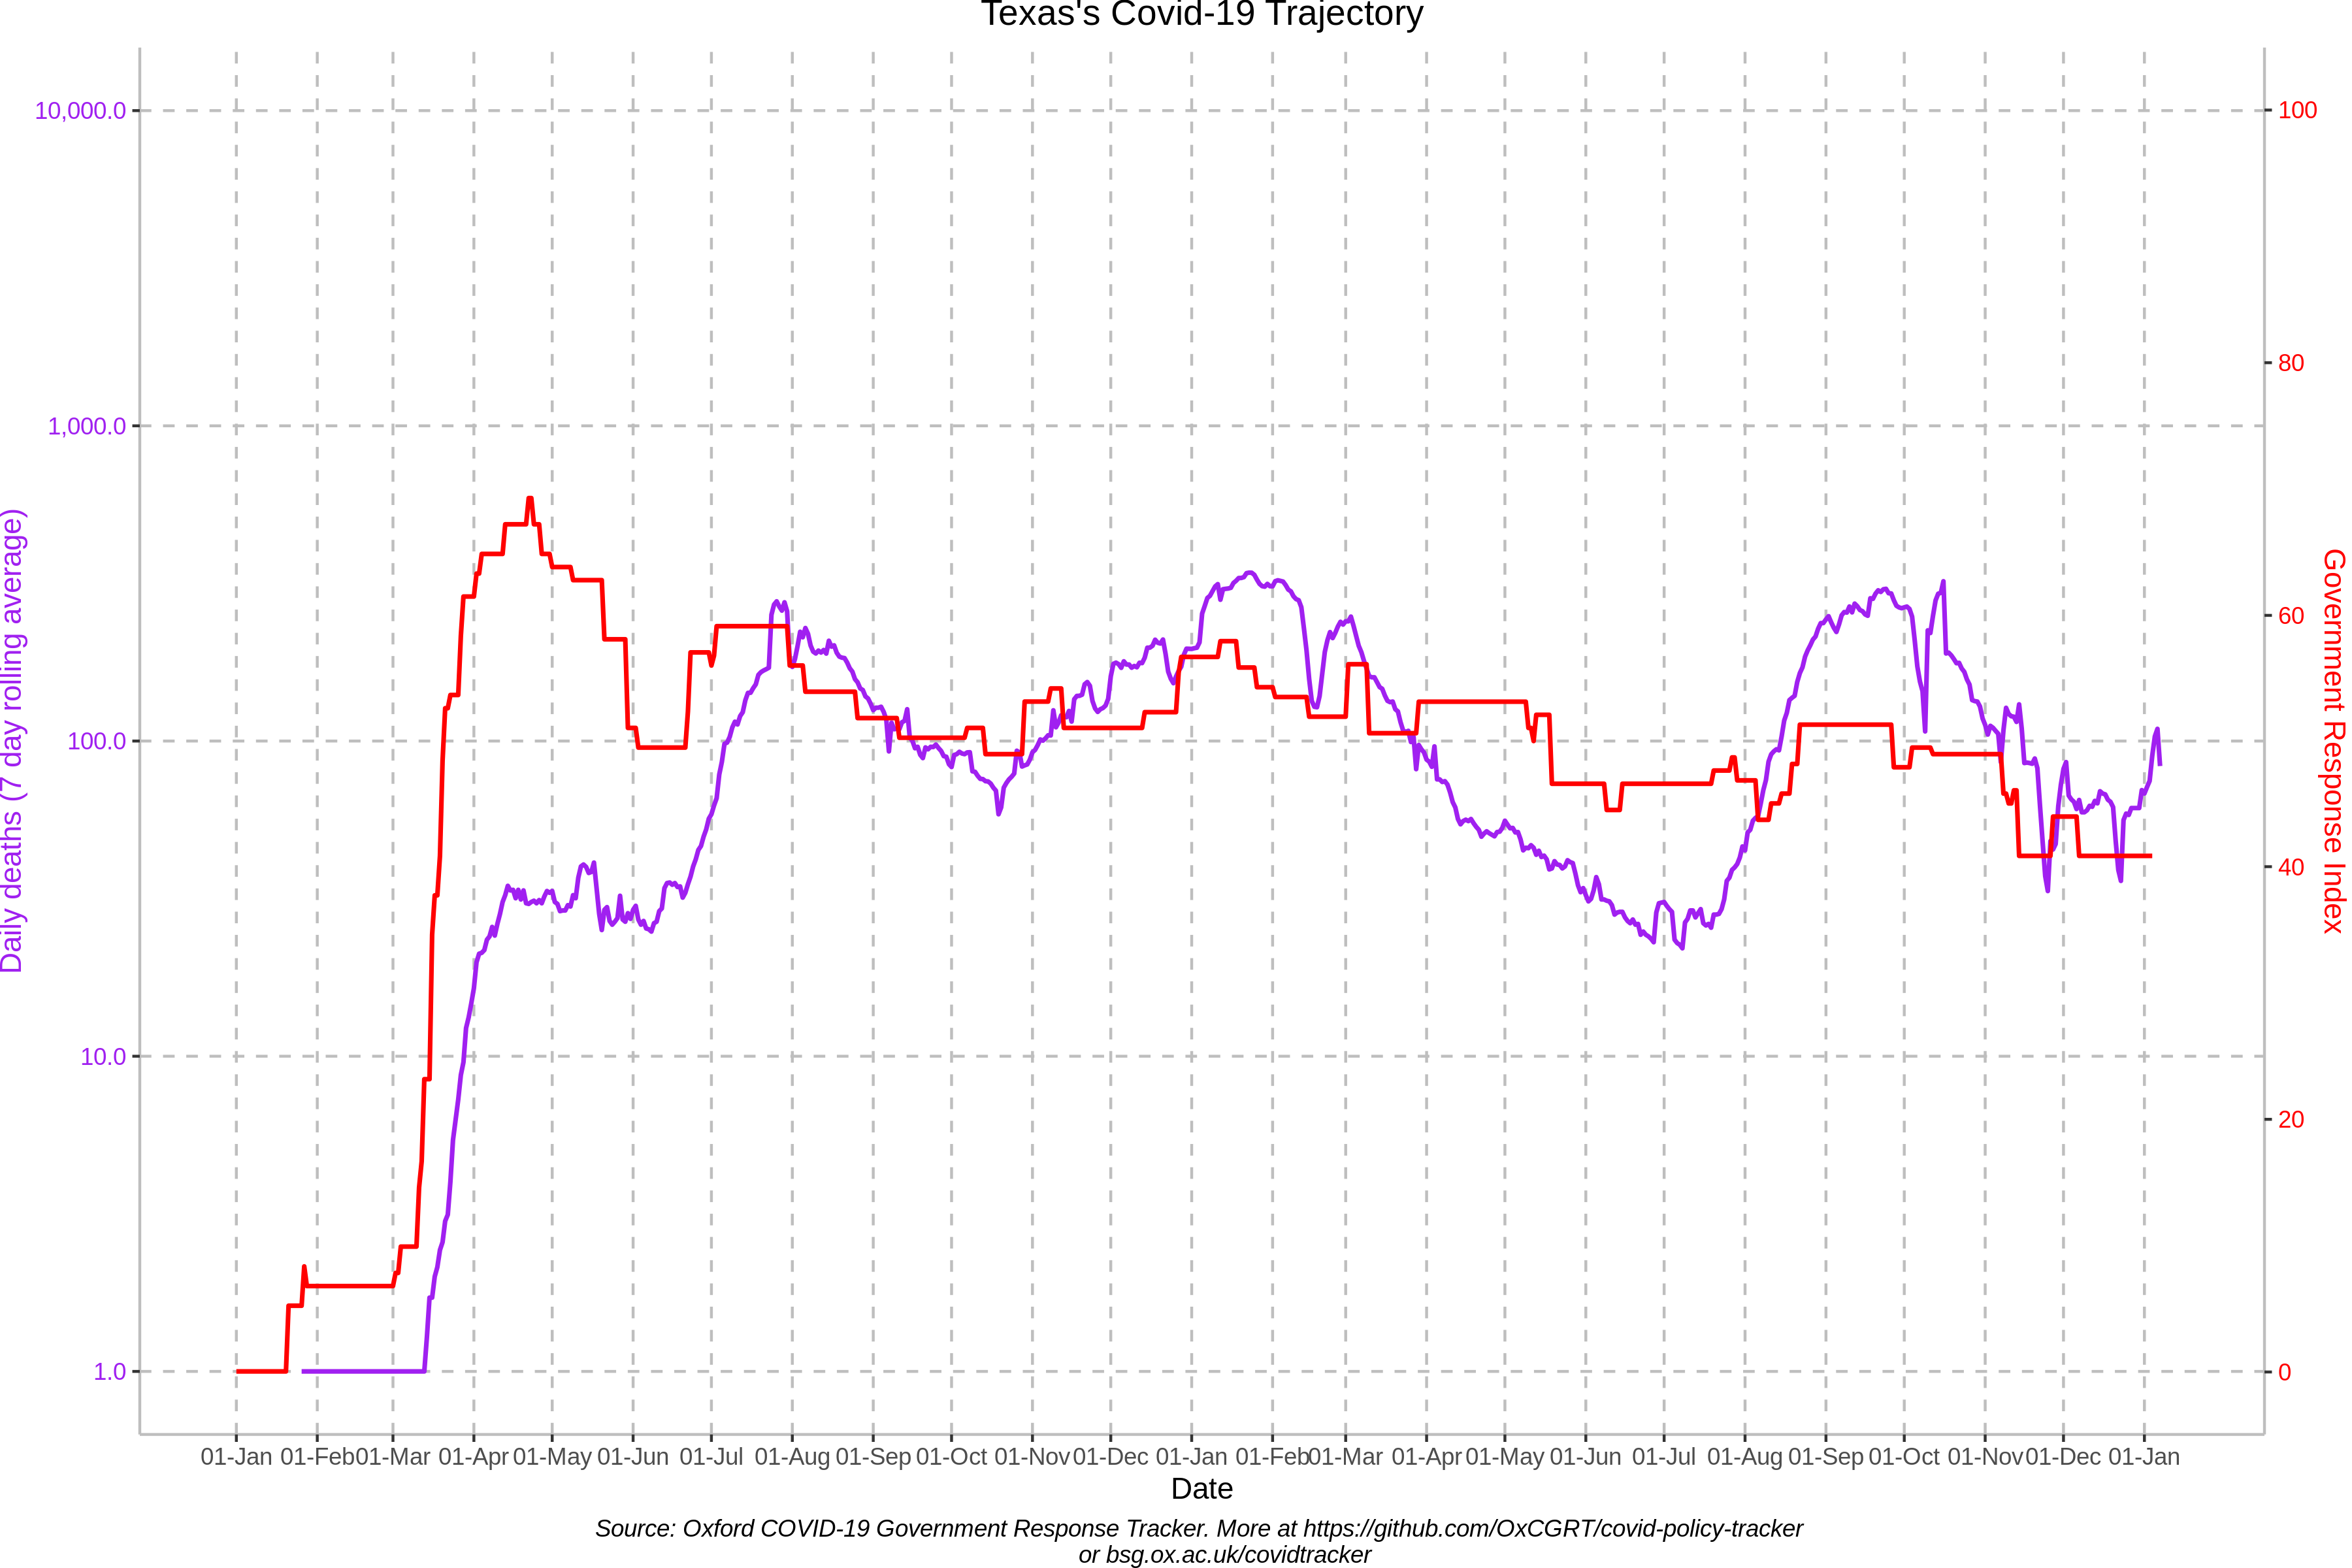 Texas's Covid-19 Trajectory
Daily deaths (7 day rolling average)
10,000.0
1,000.0
100.0
10.0
1.0
100
80
60
40
20
0
Government Response Index
01-Jan 01-Feb 01-Mar 01-Apr 01-May 01-Jun 01-Jul 01-Aug 01-Sep 01-Oct 01-Nov 01-Dec 01-Jan 01-Feb 01-Mar 01-Apr 01-May 01-Jun 01-Jul 01-Aug 01-Sep 01-Oct 01-Nov 01-Dec 01-Jan
Date
Source: Oxford COVID-19 Government Response Tracker. More at https://github.com/OxCGRT/covid-policy-tracker
or bsg.ox.ac.uk/covidtracker